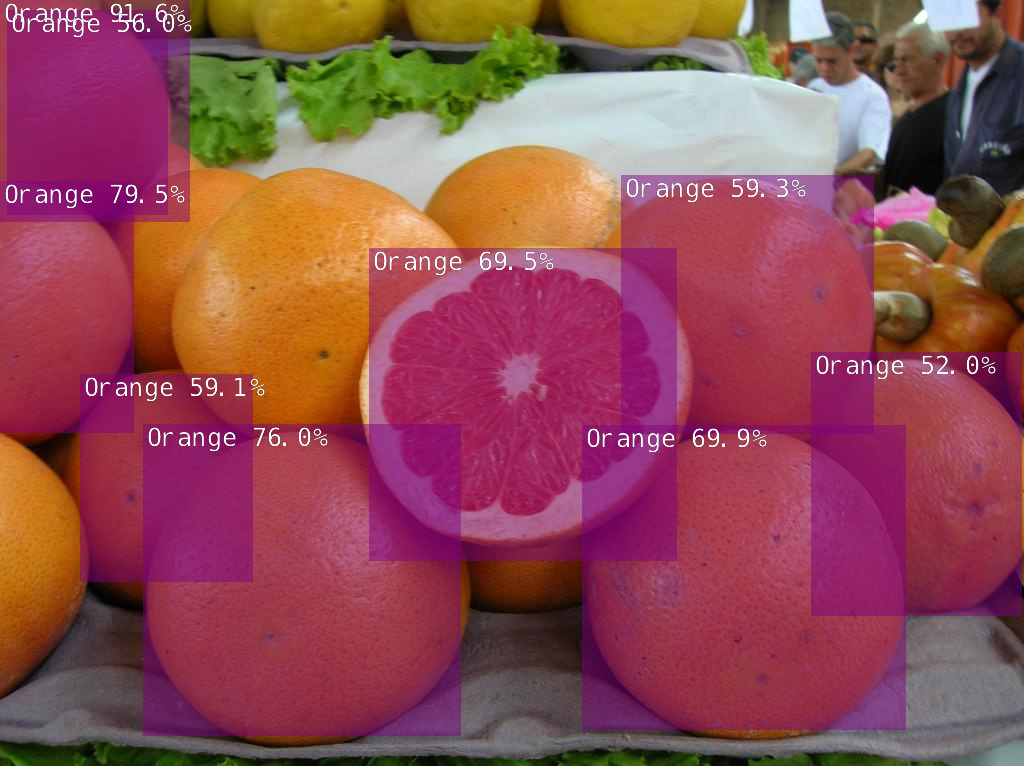 Orange 91.6%
Orange 56.0%
Orange 79.5%
Orange 59.3%
Orange 69.5%
Orange 52.0%
Orange 59.1%
Orange 76.0%
Orange 69.9%